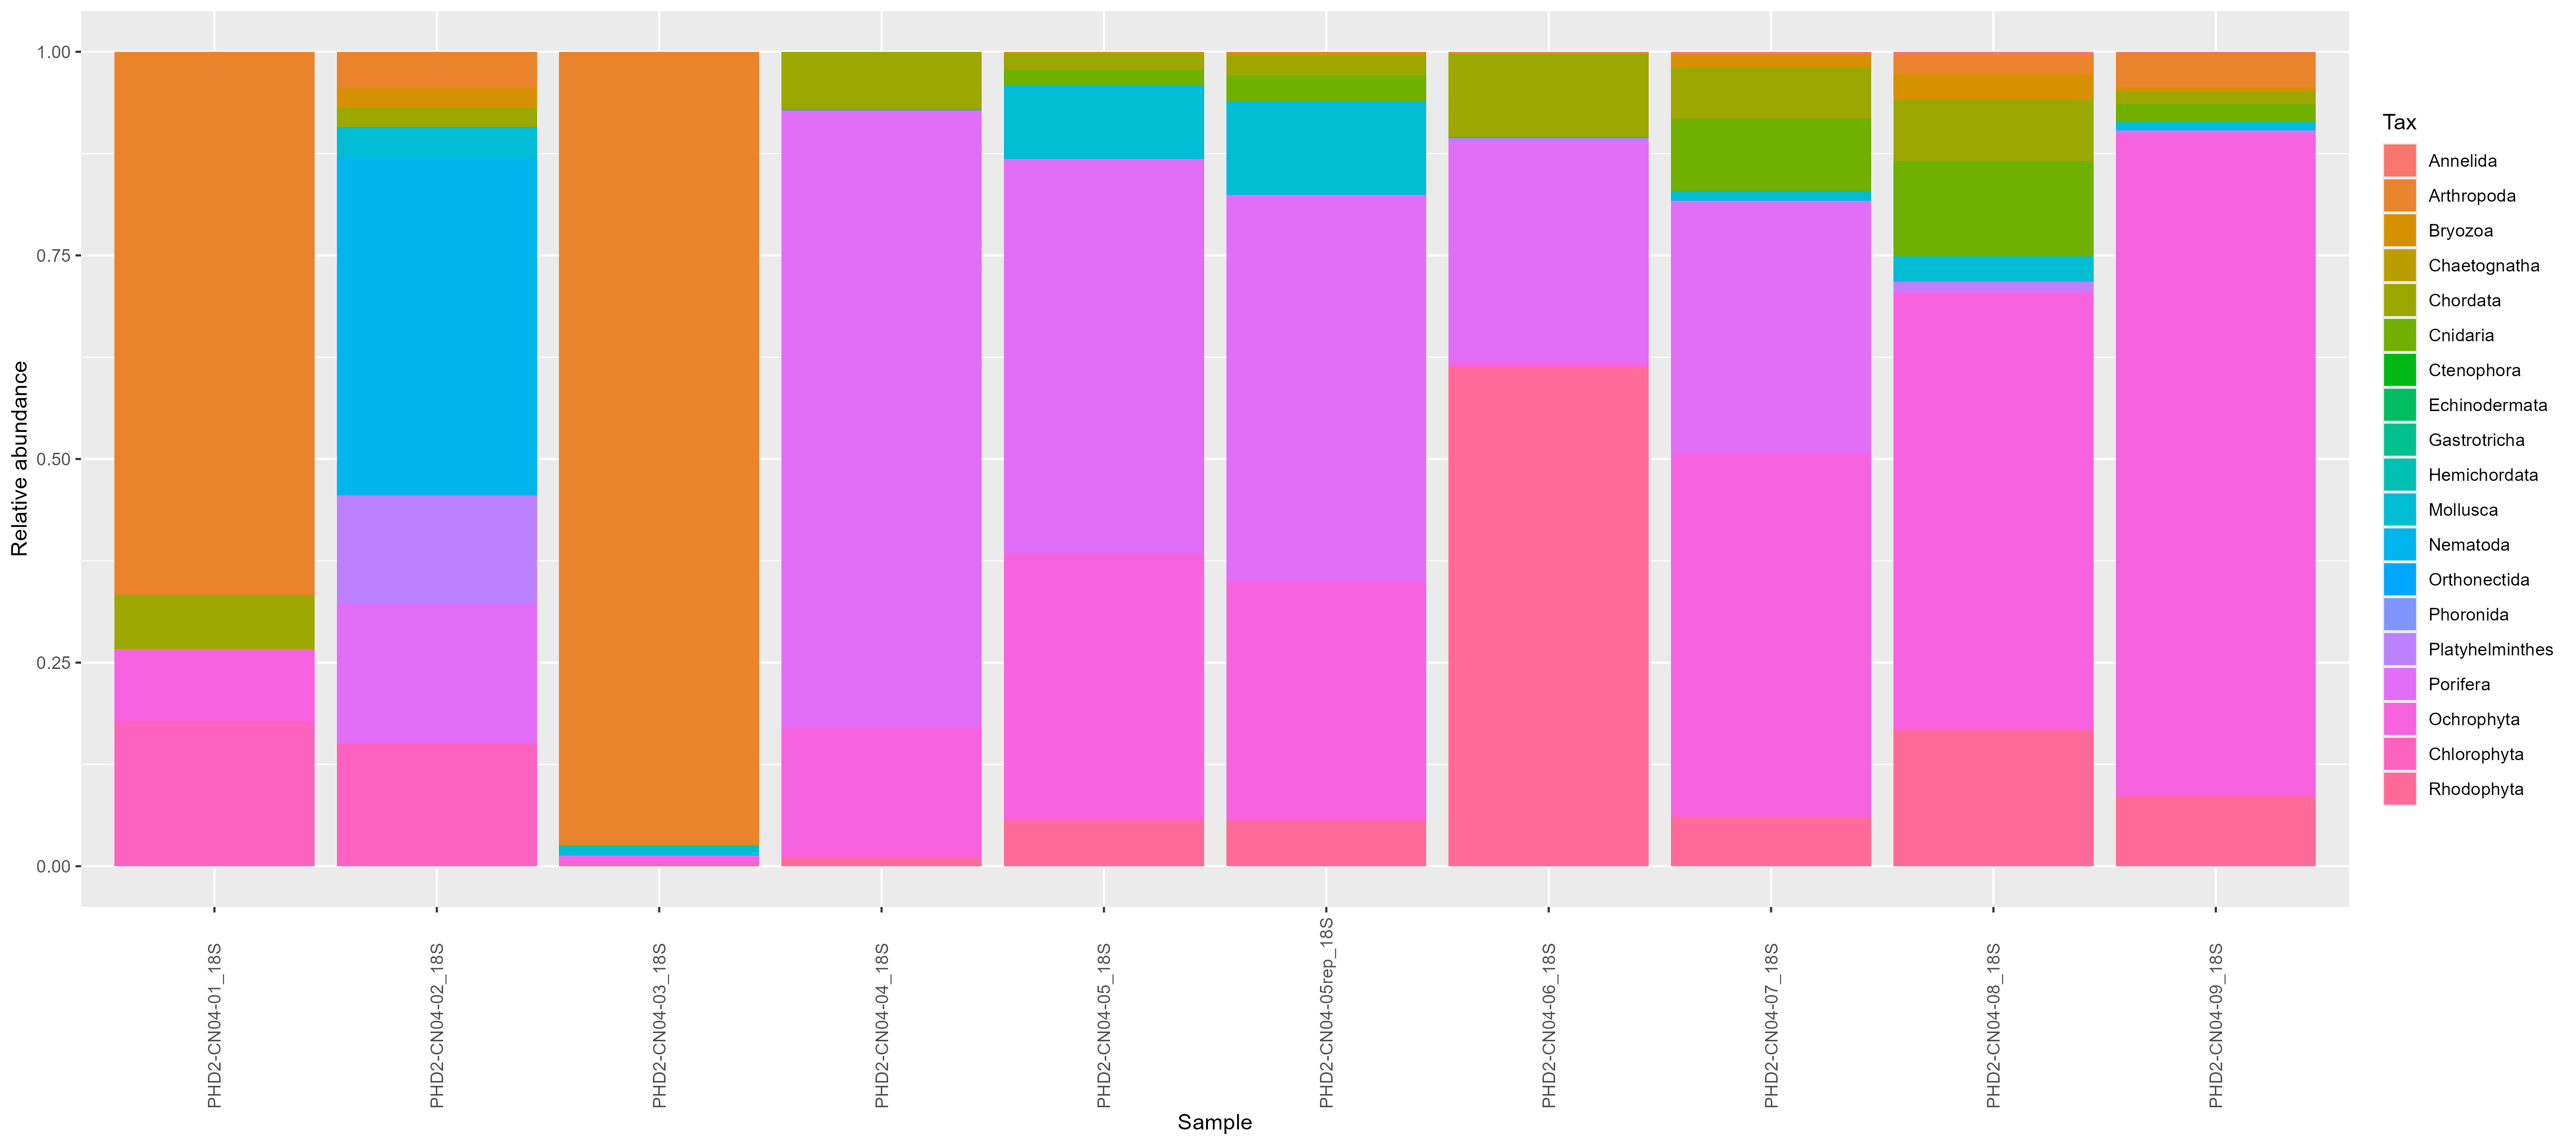 Relative abundance
1.00
0.75
0.50
0.25
0.00
PHD2-CN04-01_18S
PHD2-CN04-02_18S
PHD2-CN04-03_18S
PHD2-CN04-04_18S
PHD2-CN04-05_18S
PHD2-CN04-05rep_18S
PHD2-CN04-06_18S
PHD2-CN04-07_18S
PHD2-CN04-08_18S
PHD2-CN04-09_18S
Sample
Tax
Annelida
Arthropoda
Bryozoa
Chaetognatha
Chordata
Cnidaria
Ctenophora
Echinodermata
Gastrotricha
Hemichordata
Mollusca
Nematoda
Orthonectida
Phoronida
Platyhelminthes
Porifera
Ochrophyta
Chlorophyta
Rhodophyta